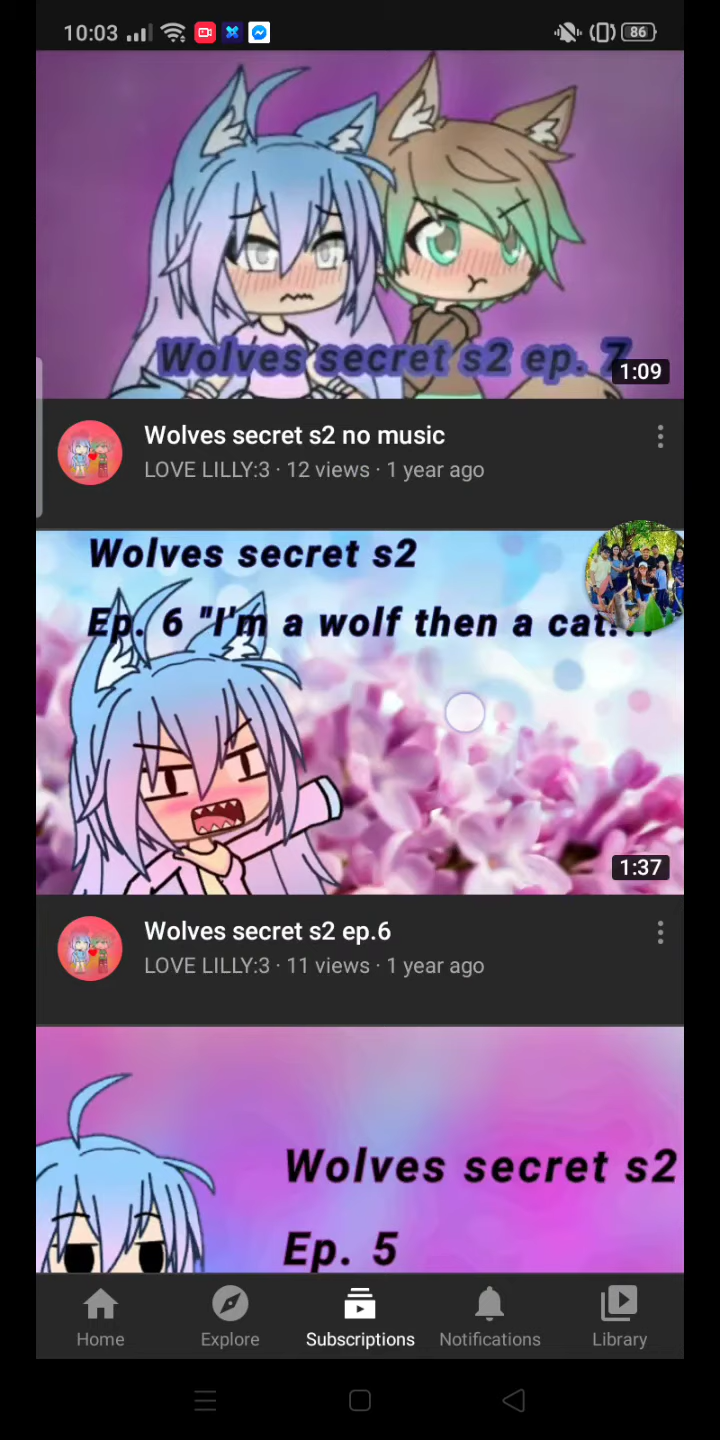 10:03
86
Wolves secret s2 ep. 7
1:09
Wolves secret s2 no music
LOVE LILLY:3 · 12 views · 1 year ago
Wolves secret s2
Ep. 6 "I'm a wolf then a cat
1:37
Wolves secret s2 ep.6
LOVE LILLY:3 · 11 views · 1 year ago
Wolves secret s2
Ep. 5
Home
Explore
Subscriptions
Notifications
Library